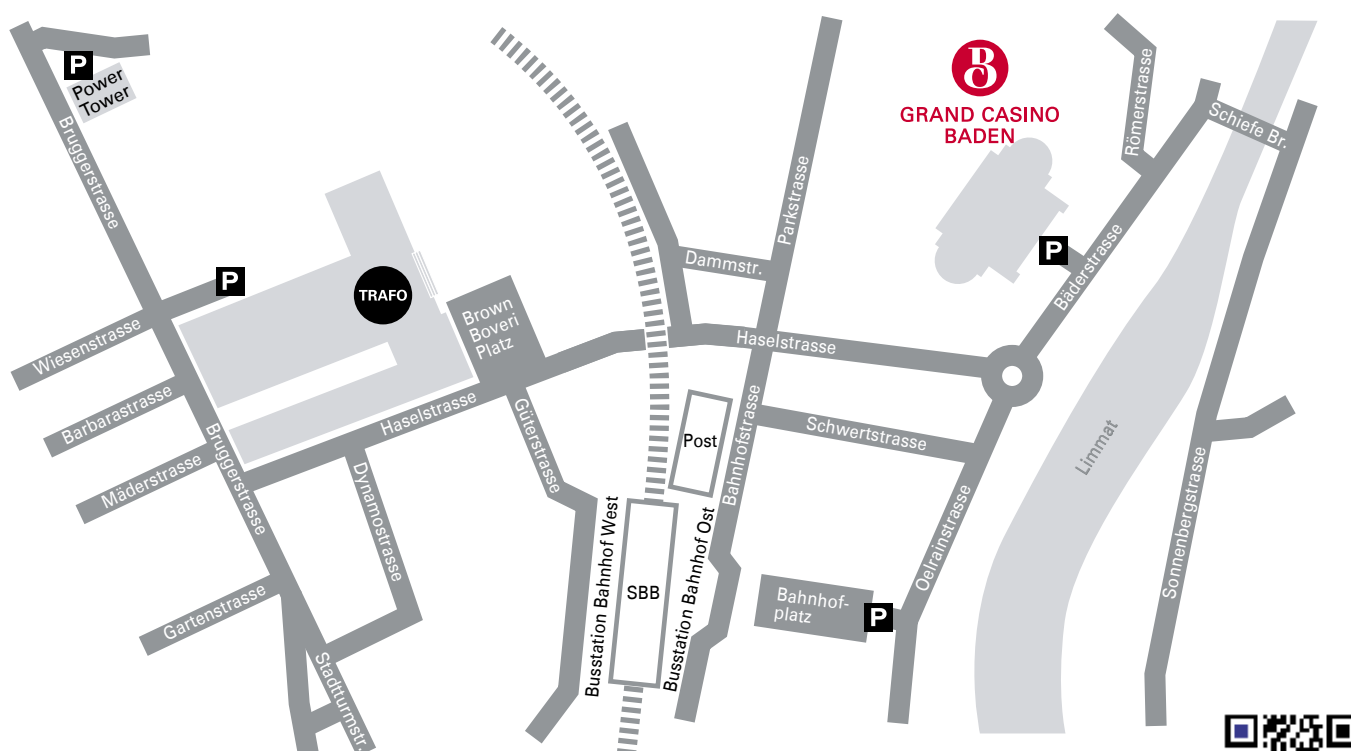 P
Power
Tower
Bruggerstrasse
GRAND CASINO
BADEN
Römerstrasse
Schiefe Br.
Parkstrasse
Dammstr.
P
Bäderstrasse
P
TRAFO
Brown
Boveri
Platz
Wiesenstrasse
Haselstrasse
Barbarastrasse
Haselstrasse
Güterstrasse
Post
Bahnhofstrasse
Schwertstrasse
Limmat
Mäderstrasse
Bruggerstrasse
Dynamostrasse
Busstation Bahnhof West
SBB
Busstation Bahnhof Ost
Oelrainstrasse
Sonnenbergstrasse
Bahnhof-
platz
P
Gartenstrasse
Stadtturmstr.